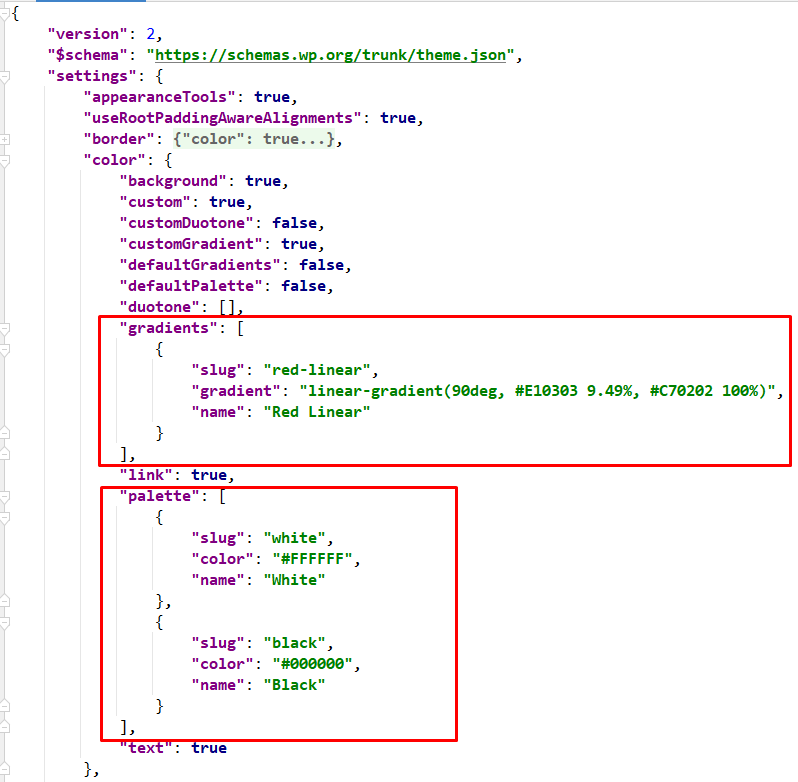 {
"version": 2,
"$schema": "https://schemas.wp.org/trunk/theme.json",
"settings": {
"appearanceTools": true,
"useRootPaddingAwareAlignments": true,
"border": {"color": true...},
"color": {
"background": true,
"custom": true,
"customDuotone": false,
"customGradient": true,
"defaultGradients": false,
"defaultPalette": false,
"duotone": [],
"gradients": [
{
"slug": "red-linear",
"gradient": "linear-gradient(90deg, #E10303 9.49%, #C70202 100%)",
"name": "Red Linear"
}
],
"link": true,
"palette": [
{
"slug": "white",
"color": "#FFFFFF",
"name": "White"
},
{
"slug": "black",
"color": "#000000",
"name": "Black"
}
],
"text": true
},